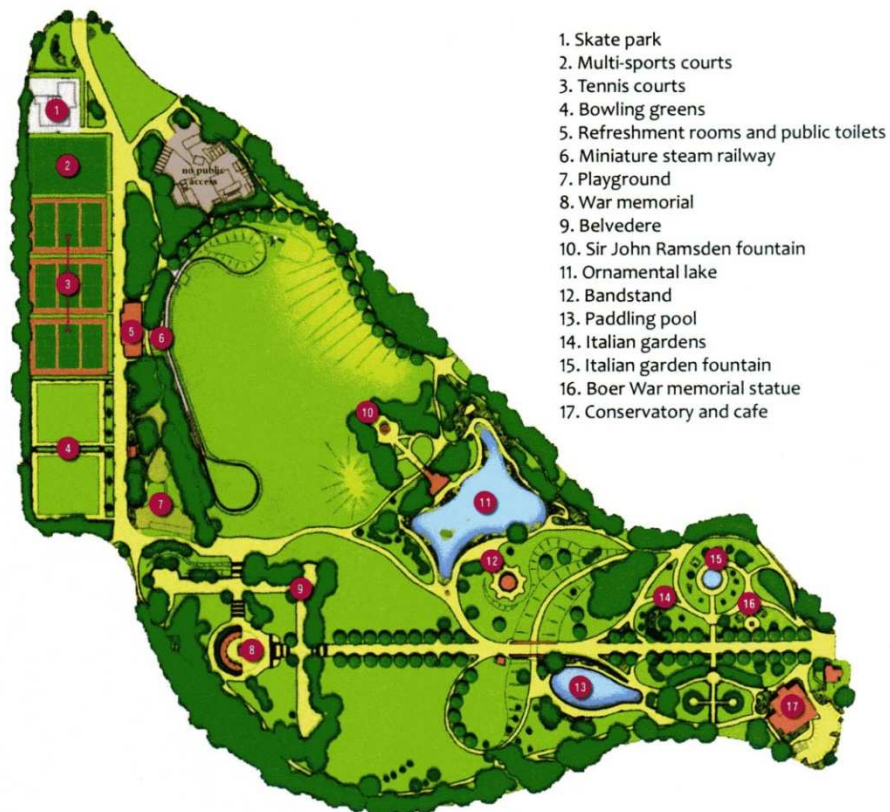 1. Skate park
2. Multi-sports courts
3. Tennis courts
4. Bowling greens
5. Refreshment rooms and public toilets
6. Miniature steam railway
7. Playground
8. War memorial
9. Belvedere
10. Sir John Ramsden fountain
11. Ornamental lake
12. Bandstand
13. Paddling pool
14. Italian gardens
15. Italian garden fountain
16. Boer War memorial statue
17. Conservatory and cafe
1
2
no public
access
3
5
6
10
4
7
11
12
15
9
14
16
8
13
17